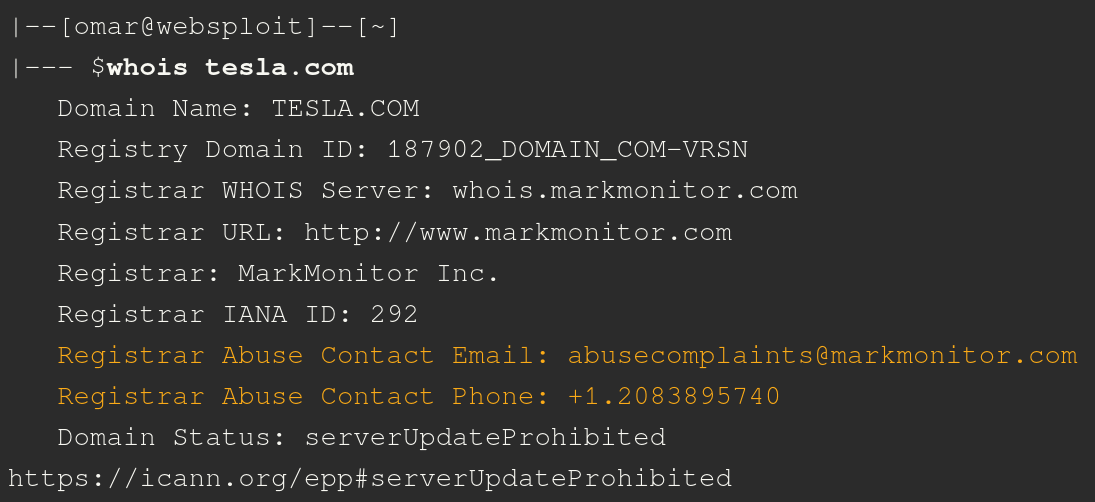 |--[omar@websploit]--[~]
|--- $whois tesla.com
Domain Name: TESLA.COM
Registry Domain ID: 187902_DOMAIN_COM-VRSN
Registrar WHOIS Server: whois.markmonitor.com
Registrar URL: http://www.markmonitor.com
Registrar: MarkMonitor Inc.
Registrar IANA ID: 292
Registrar Abuse Contact Email: abusecomplaints@markmonitor.com
Registrar Abuse Contact Phone: +1.2083895740
Domain Status: serverUpdateProhibited
https://icann.org/epp#serverUpdateProhibited